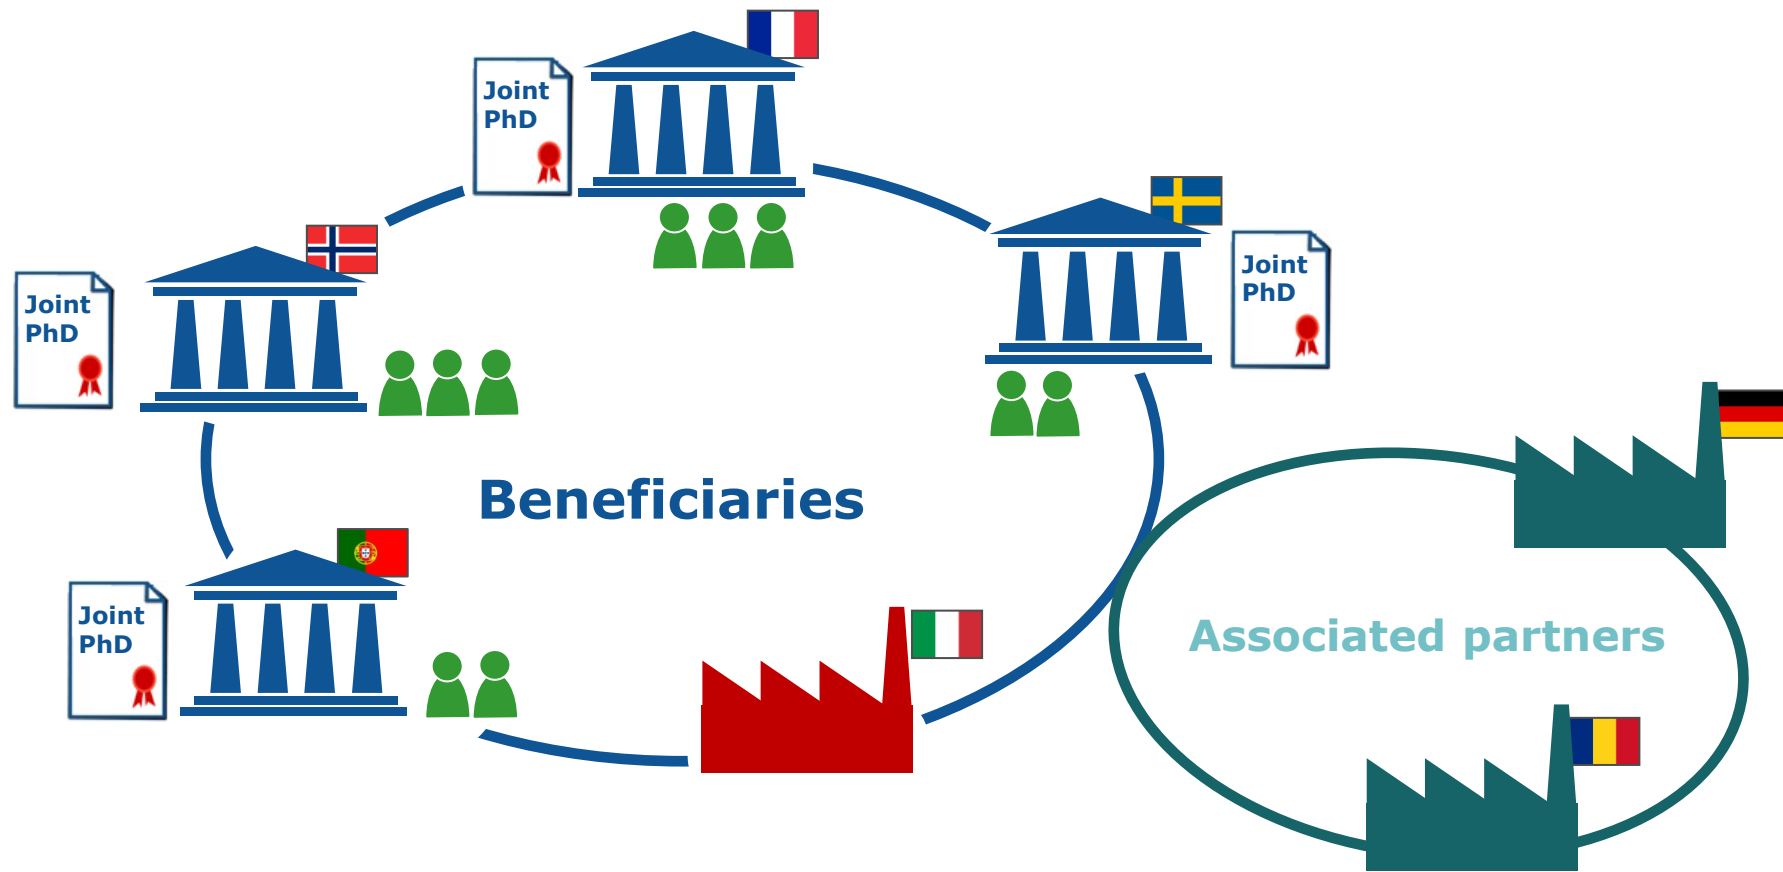 Joint
PhD
Joint
PhD
Joint
PhD
Beneficiaries
Joint
PhD
Associated partners